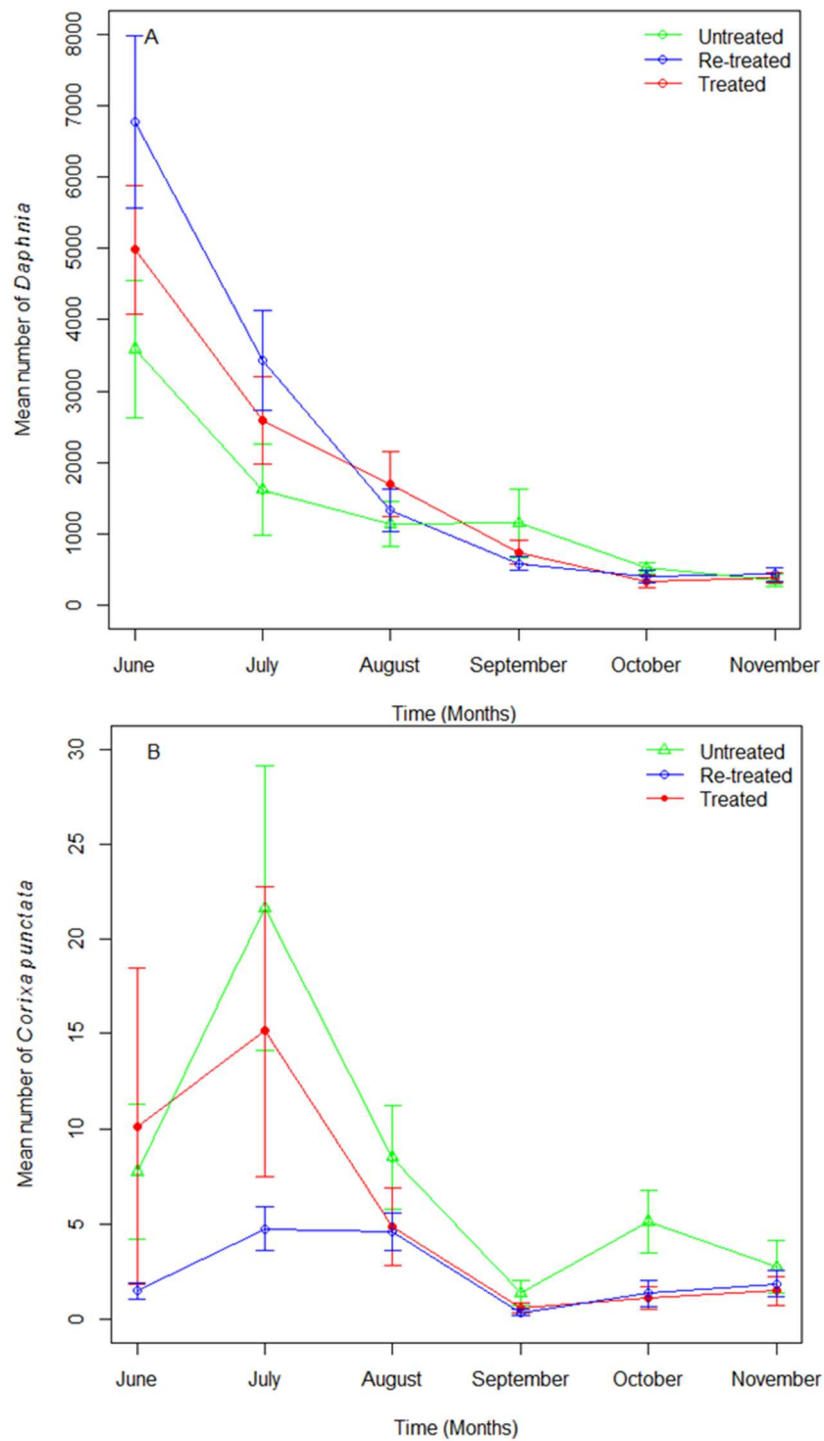 A
Untreated
Re-treated
Treated
8000
7000
6000
5000
4000
3000
2000
1000
0
Mean number of Daphnia
June July August September October November
Time (Months)
B
Untreated
Re-treated
Treated
30
25
20
15
10
5
0
Mean number of Corixa punctata
June July August September October November
Time (Months)